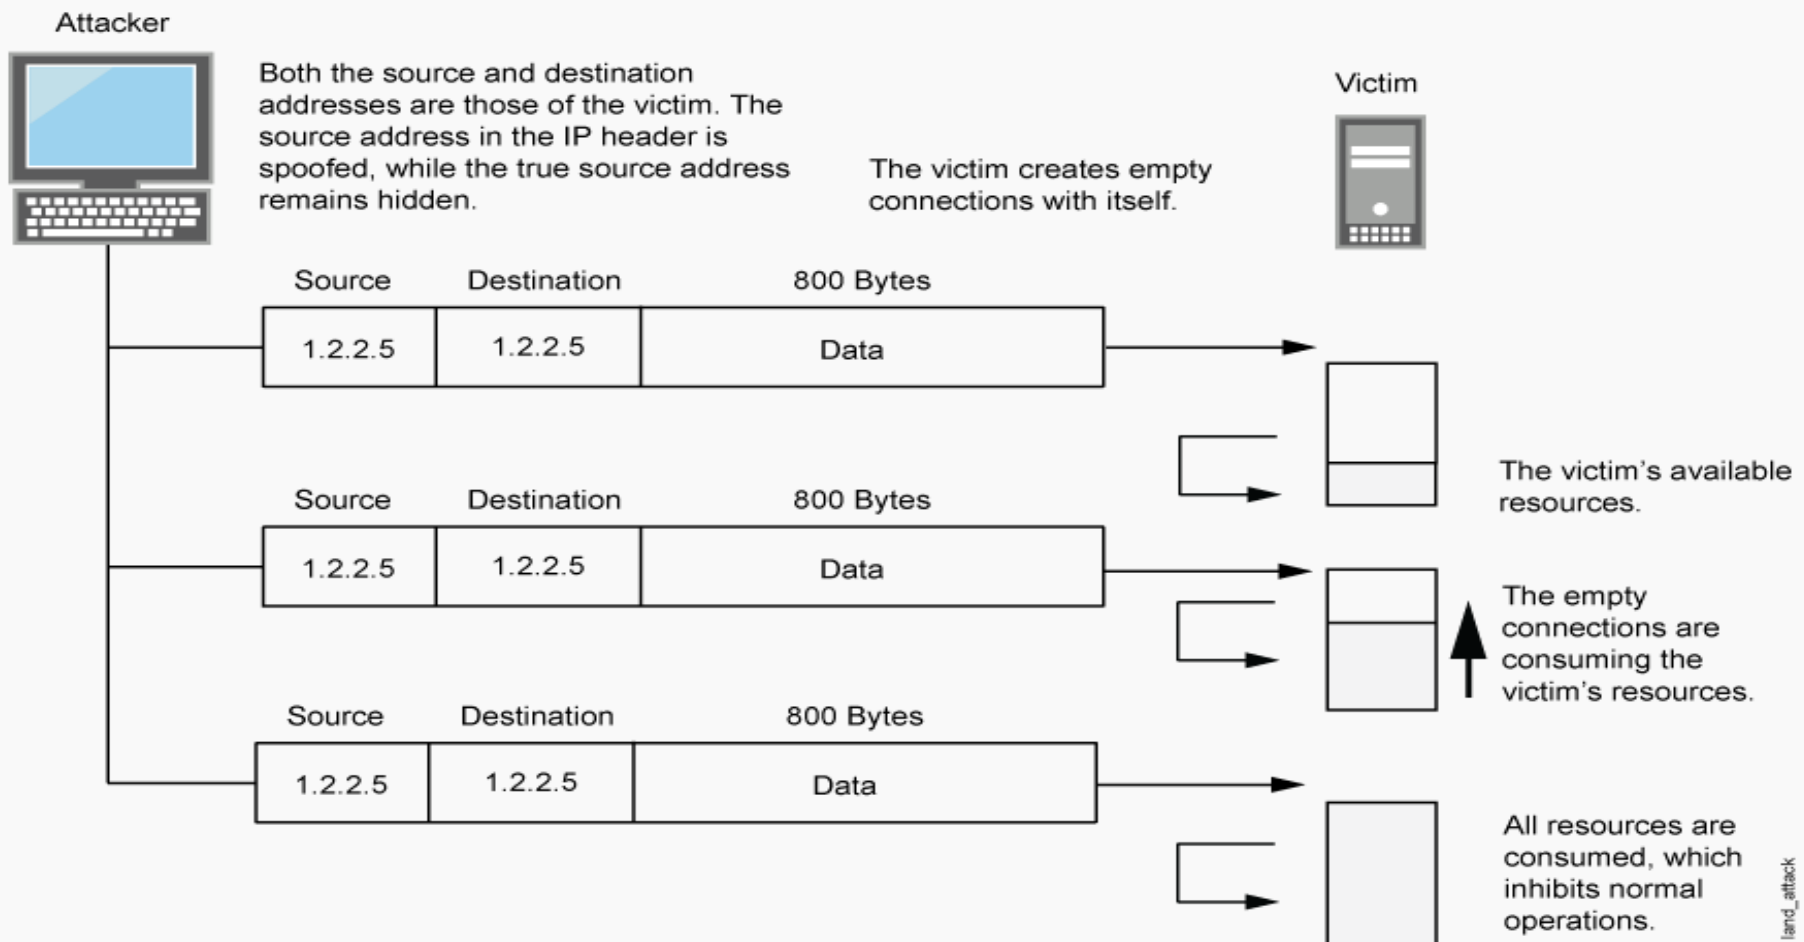 Attacker
Both the source and destination
addresses are those of the victim. The
source address in the IP header is
spoofed, while the true source address
remains hidden.
The victim creates empty
connections with itself.
Victim
Source Destination 800 Bytes
1.2.2.5 1.2.2.5 Data
The victim's available
resources.
Source Destination 800 Bytes
1.2.2.5 1.2.2.5 Data
The empty
connections are
consuming the
victim's resources.
Source Destination 800 Bytes
1.2.2.5 1.2.2.5 Data
All resources are
consumed, which
inhibits normal
operations.
land_attack